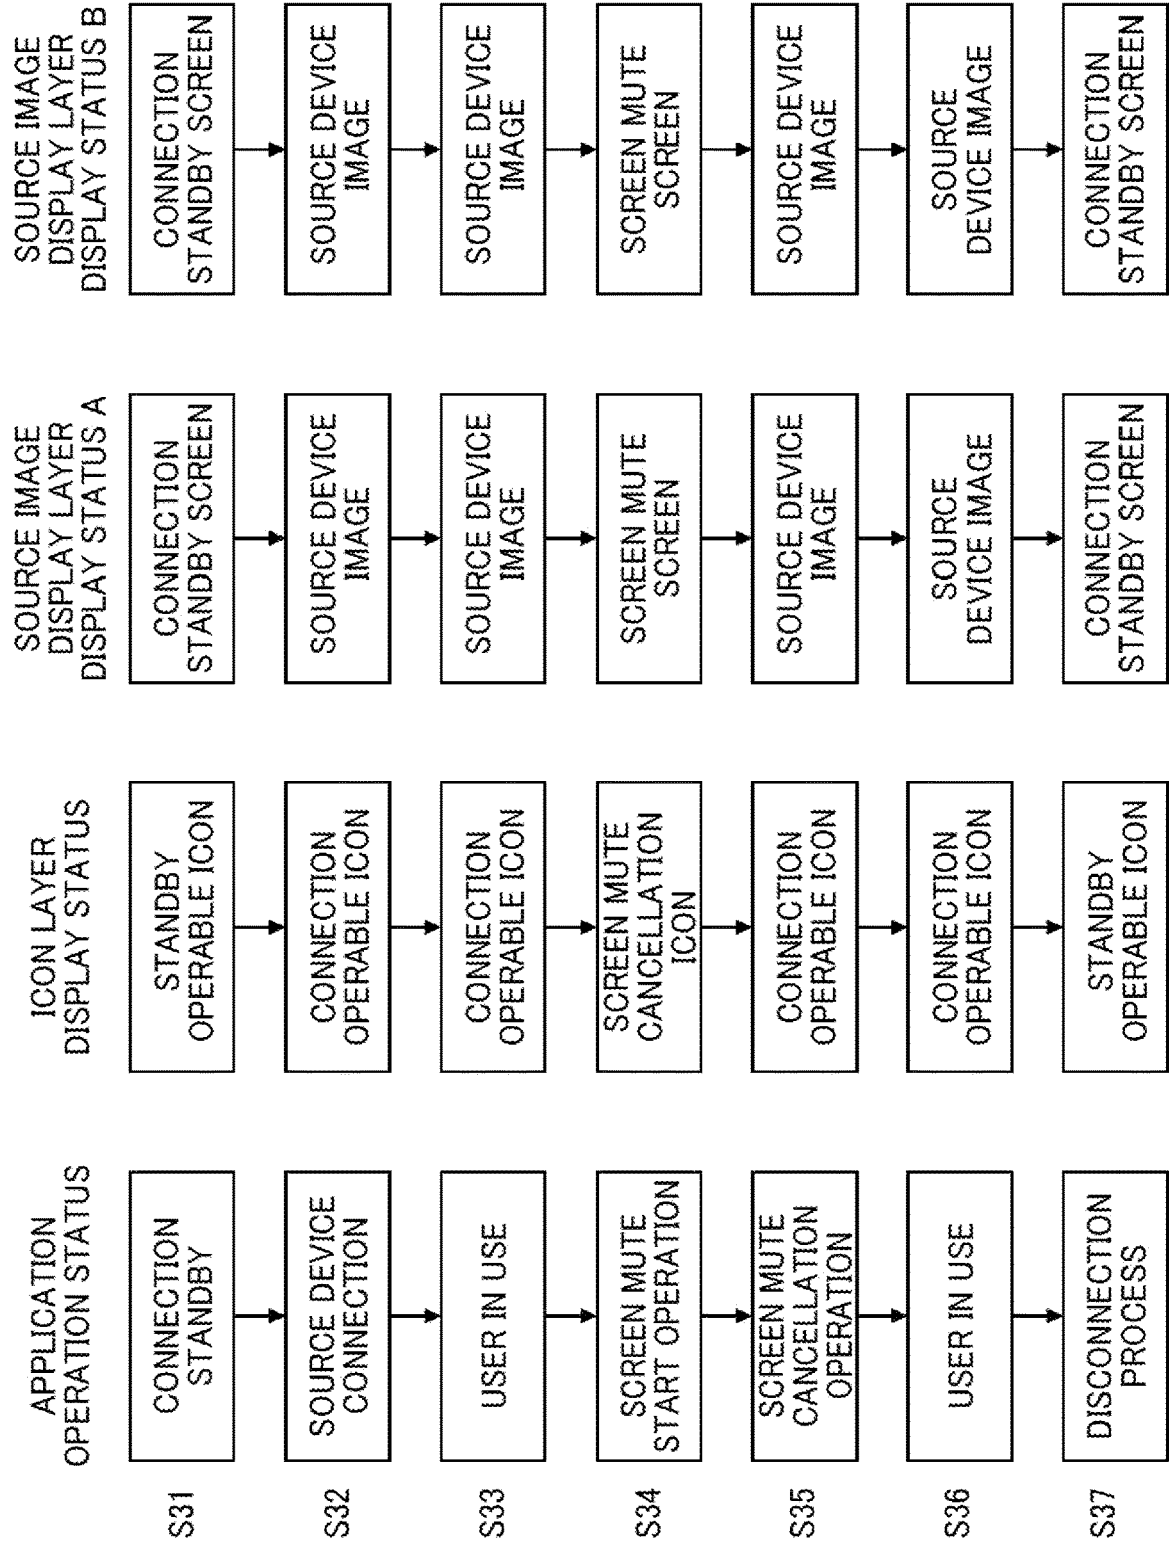 APPLICATION
OPERATION STATUS
ICON LAYER
DISPLAY STATUS
SOURCE IMAGE
DISPLAY LAYER
DISPLAY STATUS A
SOURCE IMAGE
DISPLAY LAYER
DISPLAY STATUS B
S31
CONNECTION
STANDBY
STANDBY
OPERABLE ICON
CONNECTION
STANDBY SCREEN
CONNECTION
STANDBY SCREEN
S32
SOURCE DEVICE
CONNECTION
CONNECTION
OPERABLE ICON
SOURCE DEVICE
IMAGE
SOURCE DEVICE
IMAGE
S33
USER IN USE
CONNECTION
OPERABLE ICON
SOURCE DEVICE
IMAGE
SOURCE DEVICE
IMAGE
S34
SCREEN MUTE
START OPERATION
SCREEN MUTE
CANCELLATION
ICON
SCREEN MUTE
SCREEN
SCREEN MUTE
SCREEN
S35
SCREEN MUTE
CANCELLATION
OPERATION
CONNECTION
OPERABLE ICON
SOURCE DEVICE
IMAGE
SOURCE DEVICE
IMAGE
S36
USER IN USE
CONNECTION
OPERABLE ICON
SOURCE
DEVICE IMAGE
SOURCE
DEVICE IMAGE
S37
DISCONNECTION
PROCESS
STANDBY
OPERABLE ICON
CONNECTION
STANDBY SCREEN
CONNECTION
STANDBY SCREEN